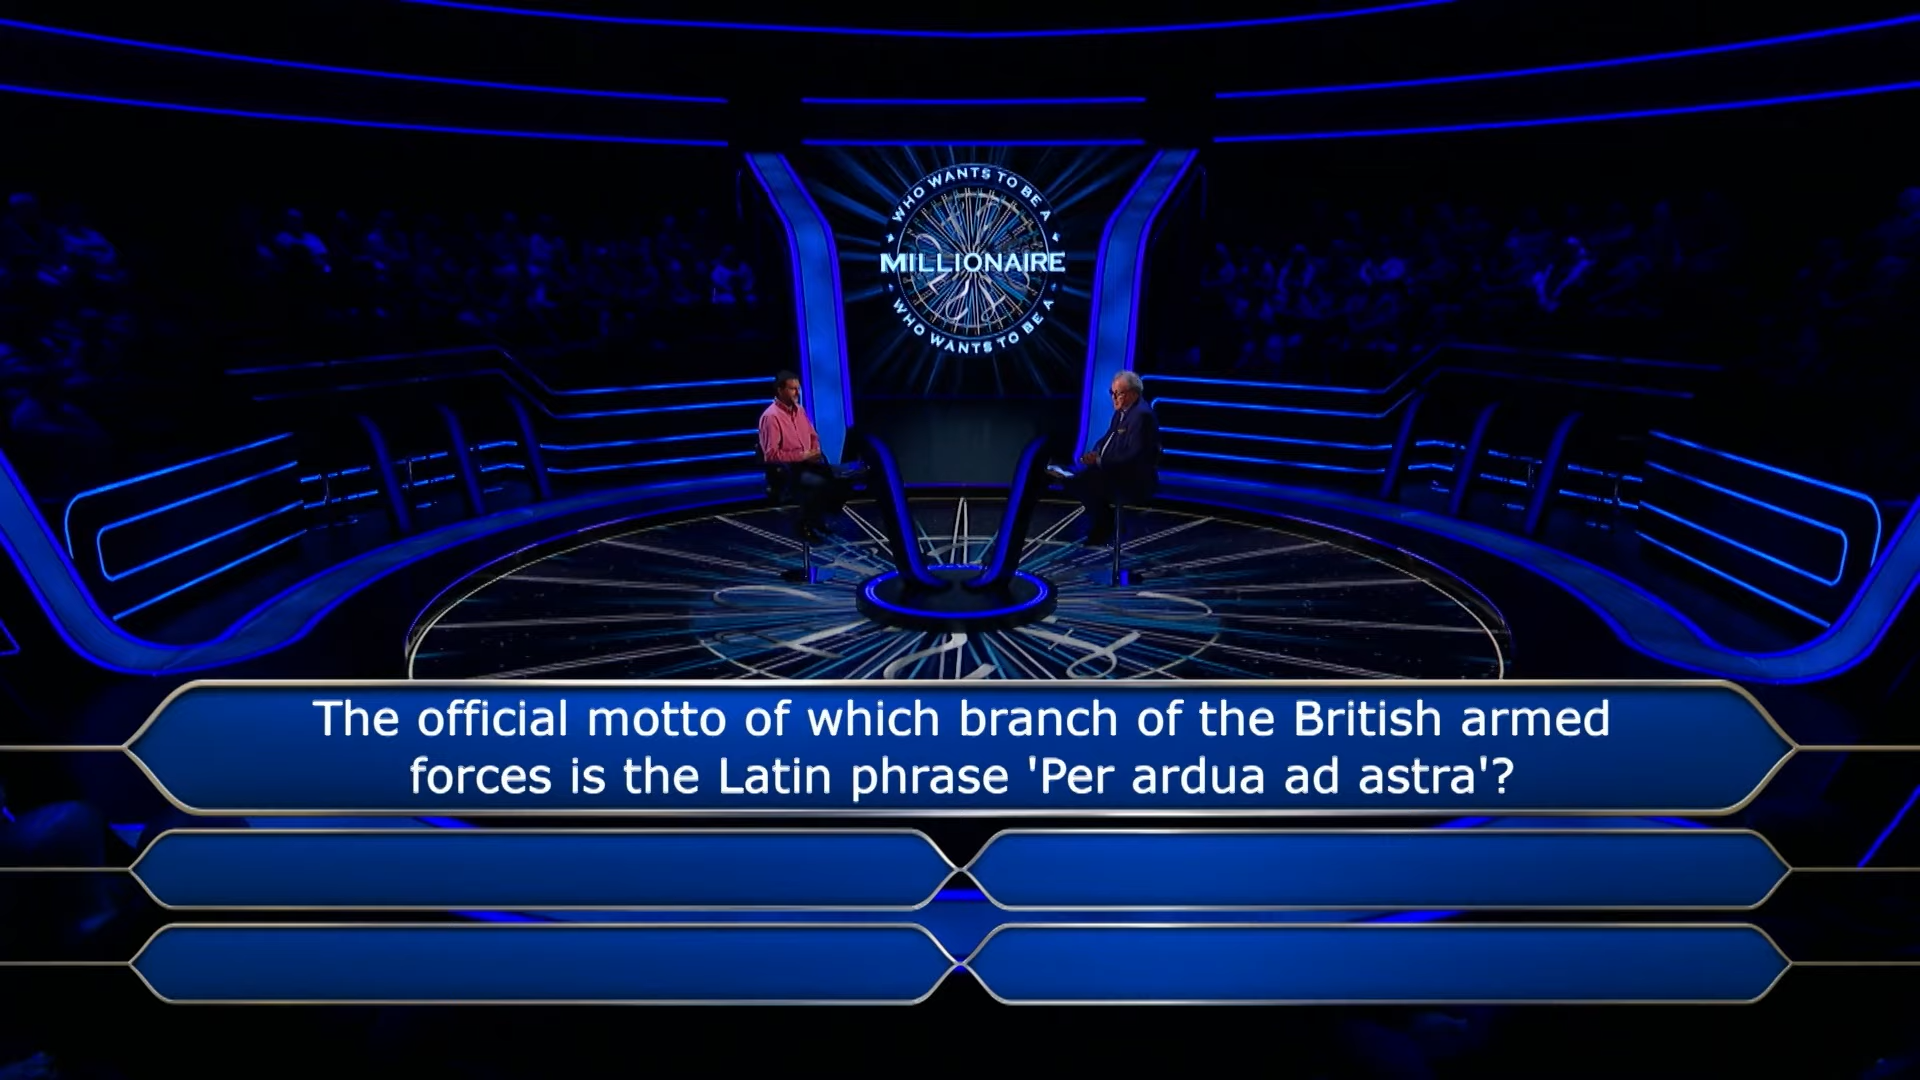 WHO WANTS TO BE A
MILLIONAIRE
WHO WANTS TO BE A
The official motto of which branch of the British armed
forces is the Latin phrase 'Per ardua ad astra'?